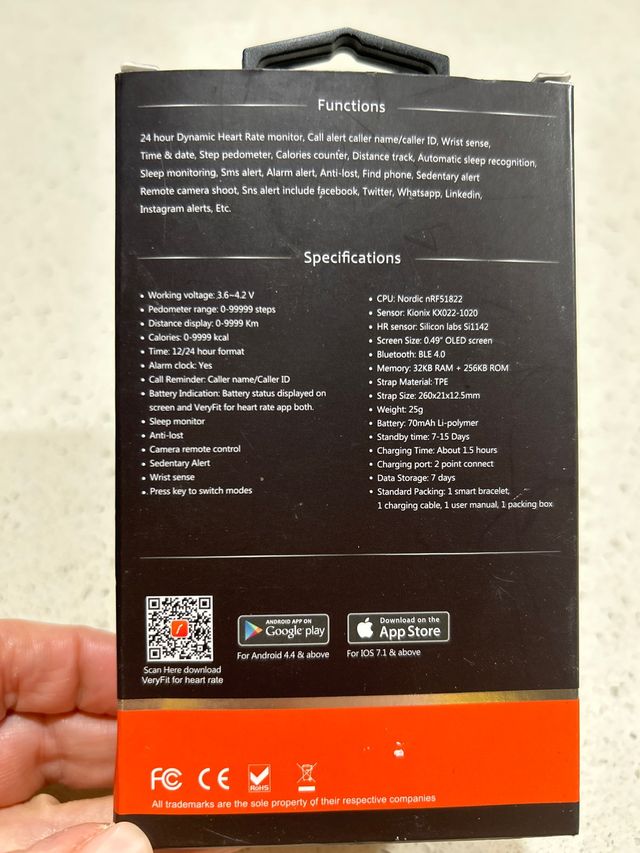 Functions
24 hour Dynamic Heart Rate monitor, Call alert caller name/caller ID, Wrist sense,
Time & date, Step pedometer, Calories counter, Distance track, Automatic sleep recognition,
Sleep monitoring, Sms alert, Alarm alert, Anti-lost, Find phone, Sedentary alert
Remote camera shoot, Sns alert include facebook, Twitter, Whatsapp, Linkedin,
Instagram alerts, Etc.
Specifications
• Working voltage: 3.6~4.2 V
• Pedometer range: 0-99999 steps
• Distance display: 0-9999 Km
• Calories: 0-9999 kcal
• Time: 12/24 hour format
• Alarm clock: Yes
• Call Reminder: Caller name/Caller ID
• Battery Indication: Battery status displayed on
screen and VeryFit for heart rate app both.
• Sleep monitor
• Anti-lost
• Camera remote control
• Sedentary Alert
• Wrist sense
• Press key to switch modes
• CPU: Nordic nRF51822
• Sensor: Kionix KX022-1020
• HR sensor: Silicon labs Si1142
• Screen Size: 0.49" OLED screen
• Bluetooth: BLE 4.0
• Memory: 32KB RAM + 256KB ROM
• Strap Material: TPE
• Strap Size: 260x21x12.5mm
• Weight: 25g
• Battery: 70mAh Li-polymer
• Standby time: 7-15 Days
• Charging Time: About 1.5 hours
• Charging port: 2 point connect
• Data Storage: 7 days
• Standard Packing: 1 smart bracelet,
1 charging cable, 1 user manual, 1 packing box
Scan Here download
VeryFit for heart rate
ANDROID APP ON
Google play
For Android 4.4 & above
Download on the
App Store
For IOS 7.1 & above
FC CE RoHS
All trademarks are the sole property of their respective companies